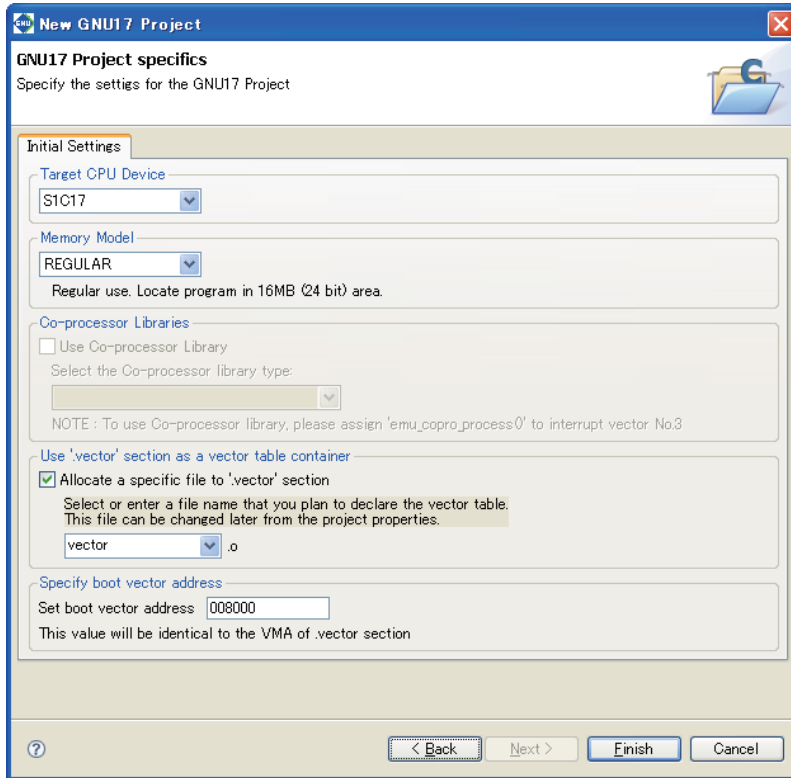 GNU
New GNU17 Project
GNU17 Project specifics
Specify the settigs for the GNU17 Project
C
Initial Settings
Target CPU Device
S1C17
Memory Model
REGULAR
Regular use. Locate program in 16MB (24 bit) area.
Co-processor Libraries
Use Co-processor Library
Select the Co-processor library type:
NOTE : To use Co-processor library, please assign 'emu_copro_process0' to interrupt vector No.3
Use '.vector' section as a vector table container
Allocate a specific file to '.vector' section
Select or enter a file name that you plan to declare the vector table.
This file can be changed later from the project properties.
vector .o
Specify boot vector address
Set boot vector address 008000
This value will be identical to the VMA of .vector section
? < Back Next > Finish Cancel